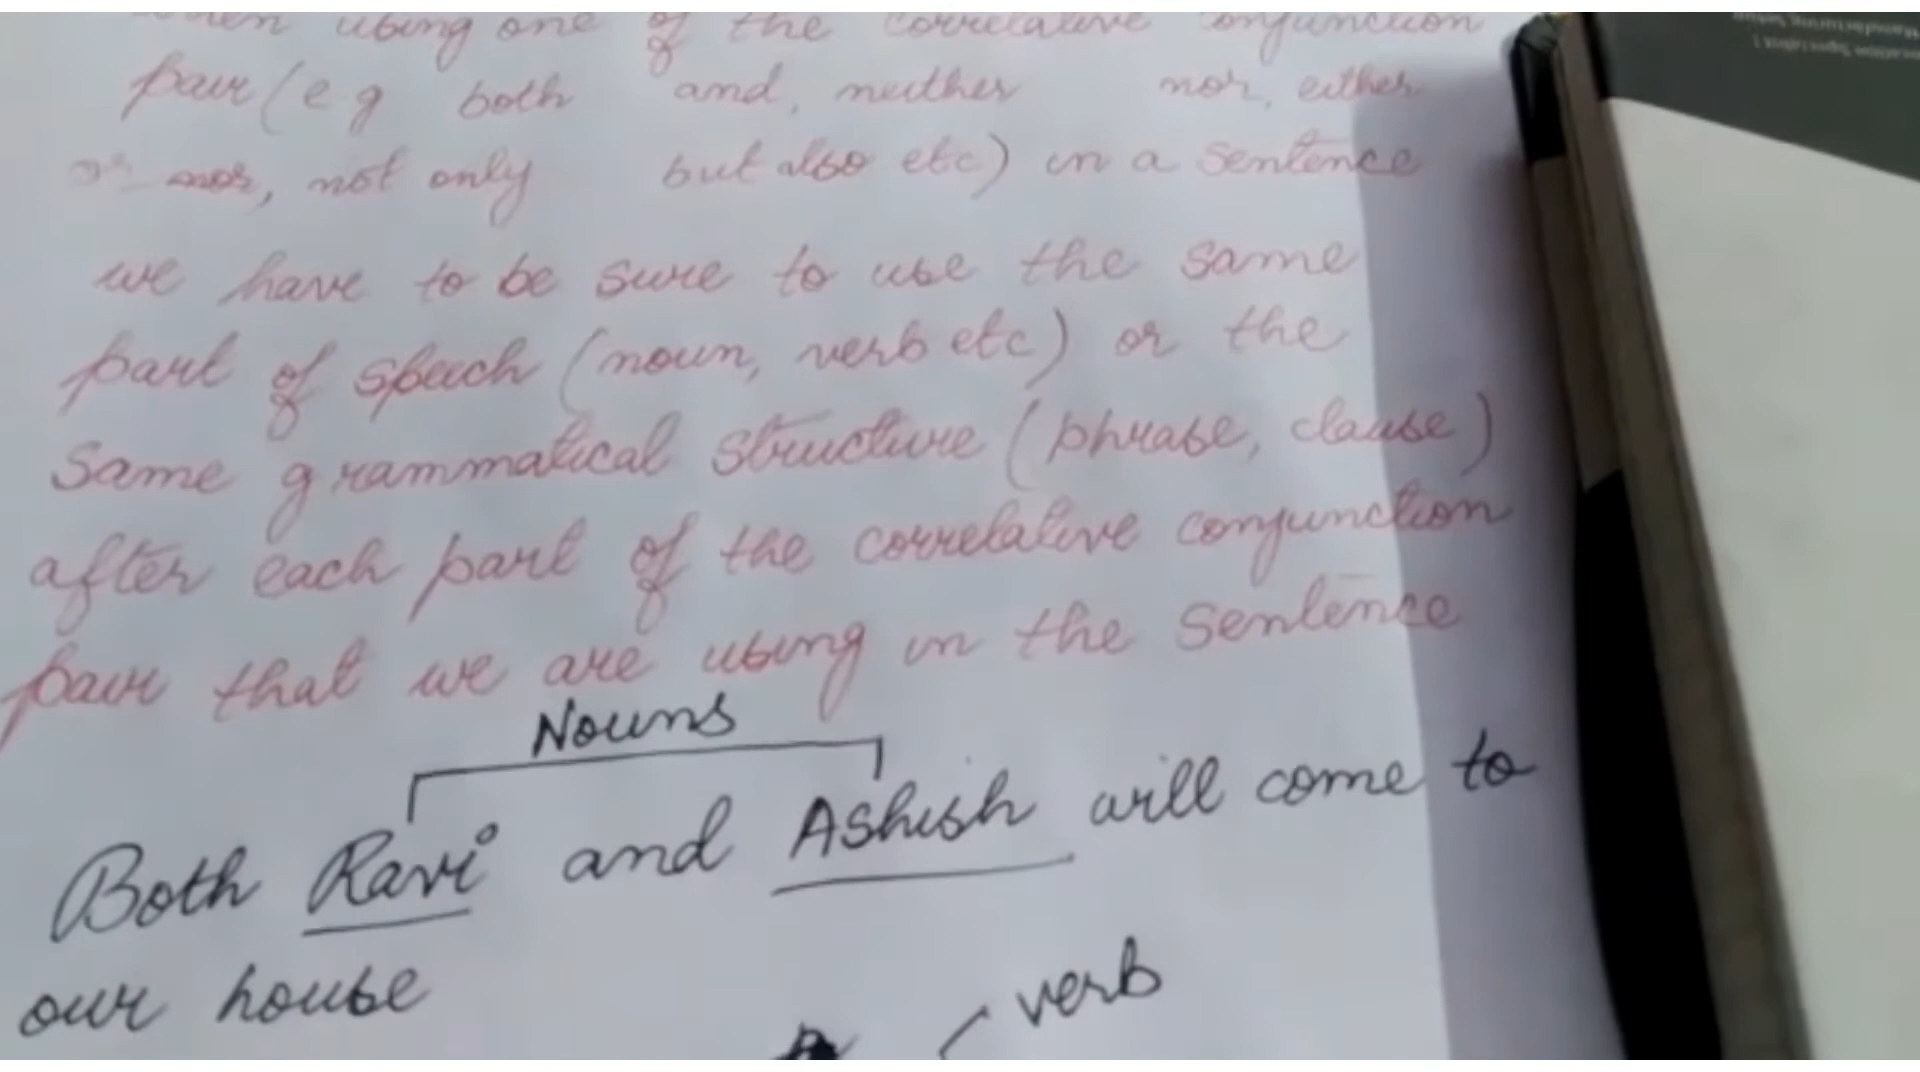 when using one of the correlative conjunction
pair (eg both and, neither nor, either
or nor, not only but also etc) in a sentence
we have to be sure to use the same
part of speech (noun, verb etc) or the
same grammatical structure (phrase, clause)
after each part of the correlative conjunction
pair that we are using in the sentence
Nouns
Both Ravi and Ashish will come to
our house
verb